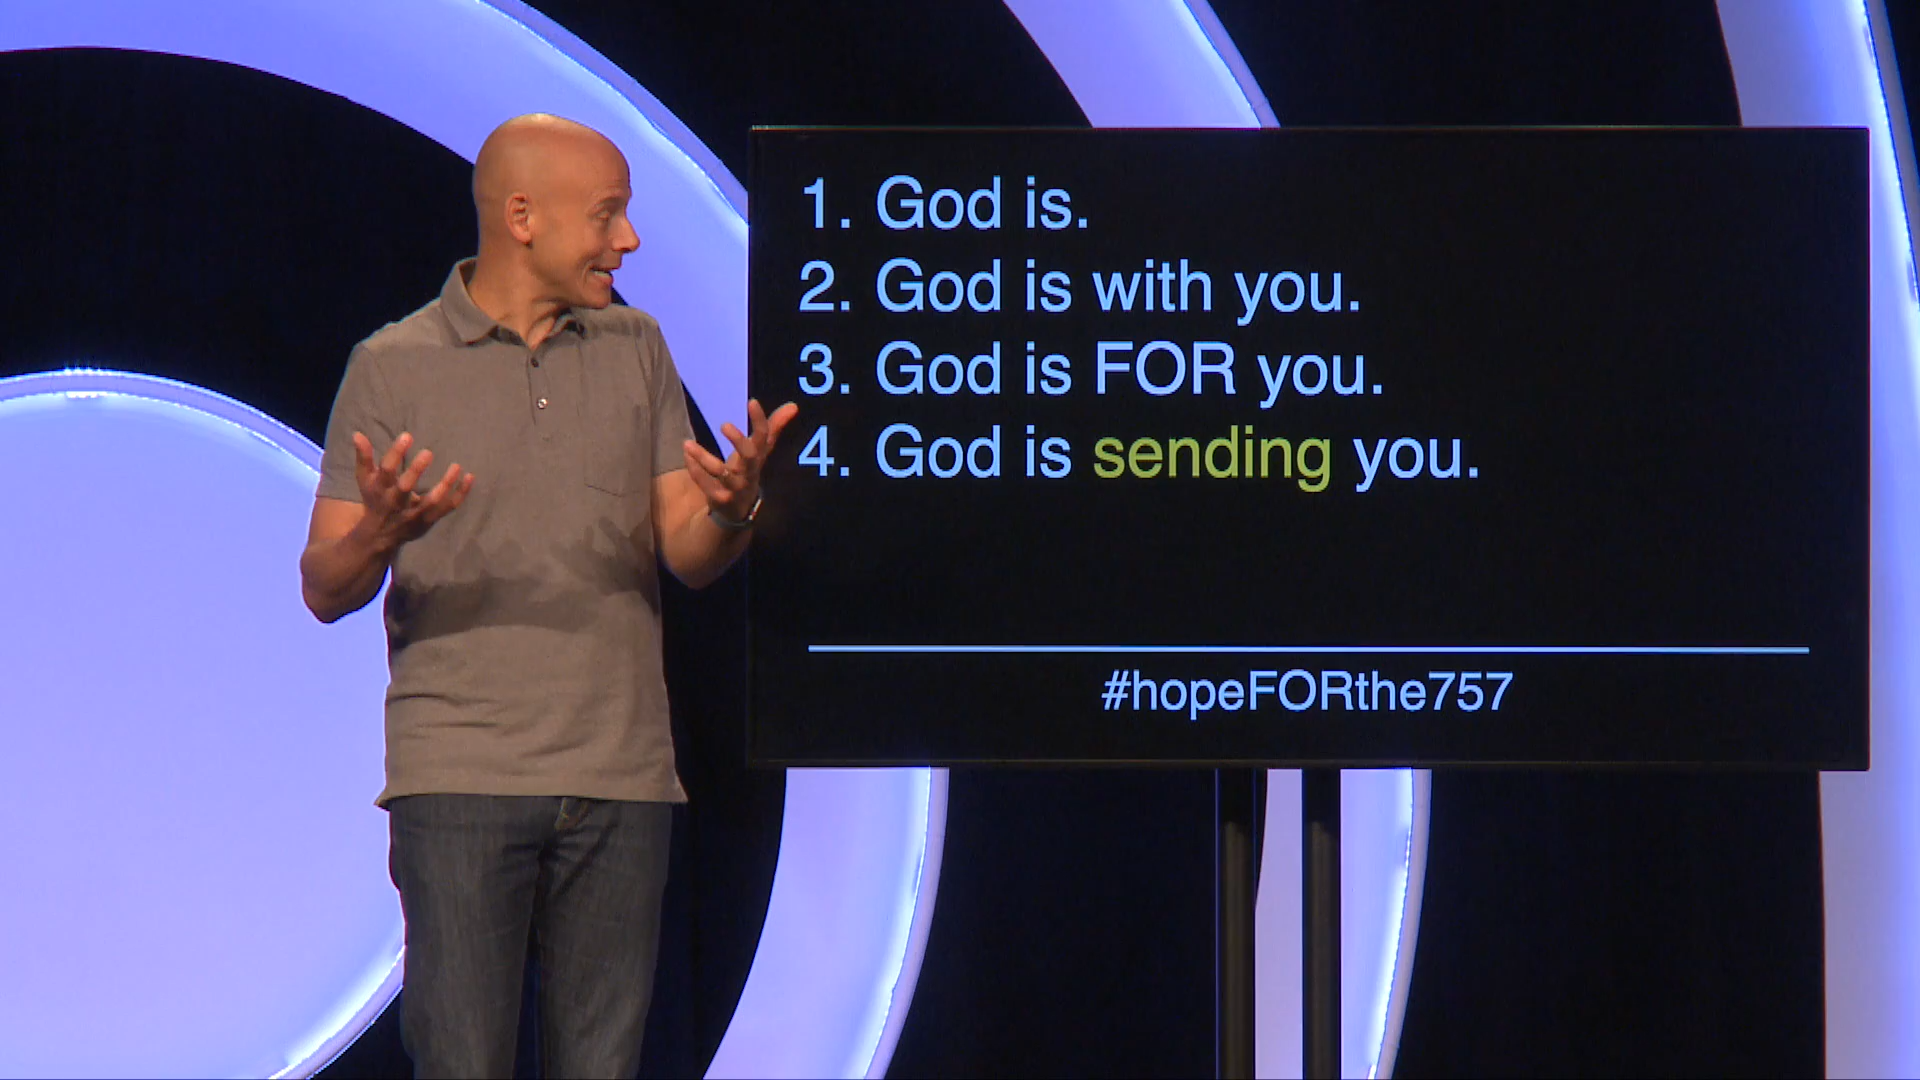 1. God is.
2. God is with you.
3. God is FOR you.
4. God is sending you.
#hopeFORthe757